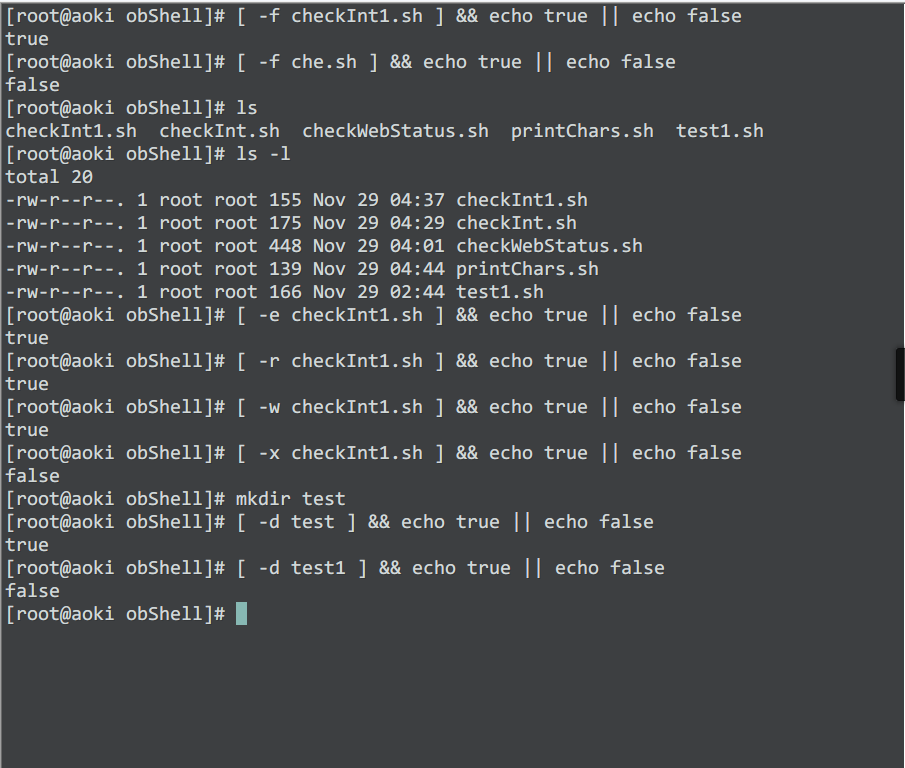 [root@aoki obShell]# [ -f checkInt1.sh ] && echo true || echo false
true
[root@aoki obShell]# [ -f che.sh ] && echo true || echo false
false
[root@aoki obShell]# ls
checkInt1.sh  checkInt.sh  checkWebStatus.sh  printChars.sh  test1.sh
[root@aoki obShell]# ls -l
total 20
-rw-r--r--. 1 root root 155 Nov 29 04:37 checkInt1.sh
-rw-r--r--. 1 root root 175 Nov 29 04:29 checkInt.sh
-rw-r--r--. 1 root root 448 Nov 29 04:01 checkWebStatus.sh
-rw-r--r--. 1 root root 139 Nov 29 04:44 printChars.sh
-rw-r--r--. 1 root root 166 Nov 29 02:44 test1.sh
[root@aoki obShell]# [ -e checkInt1.sh ] && echo true || echo false
true
[root@aoki obShell]# [ -r checkInt1.sh ] && echo true || echo false
true
[root@aoki obShell]# [ -w checkInt1.sh ] && echo true || echo false
true
[root@aoki obShell]# [ -x checkInt1.sh ] && echo true || echo false
false
[root@aoki obShell]# mkdir test
[root@aoki obShell]# [ -d test ] && echo true || echo false
true
[root@aoki obShell]# [ -d test1 ] && echo true || echo false
false
[root@aoki obShell]#